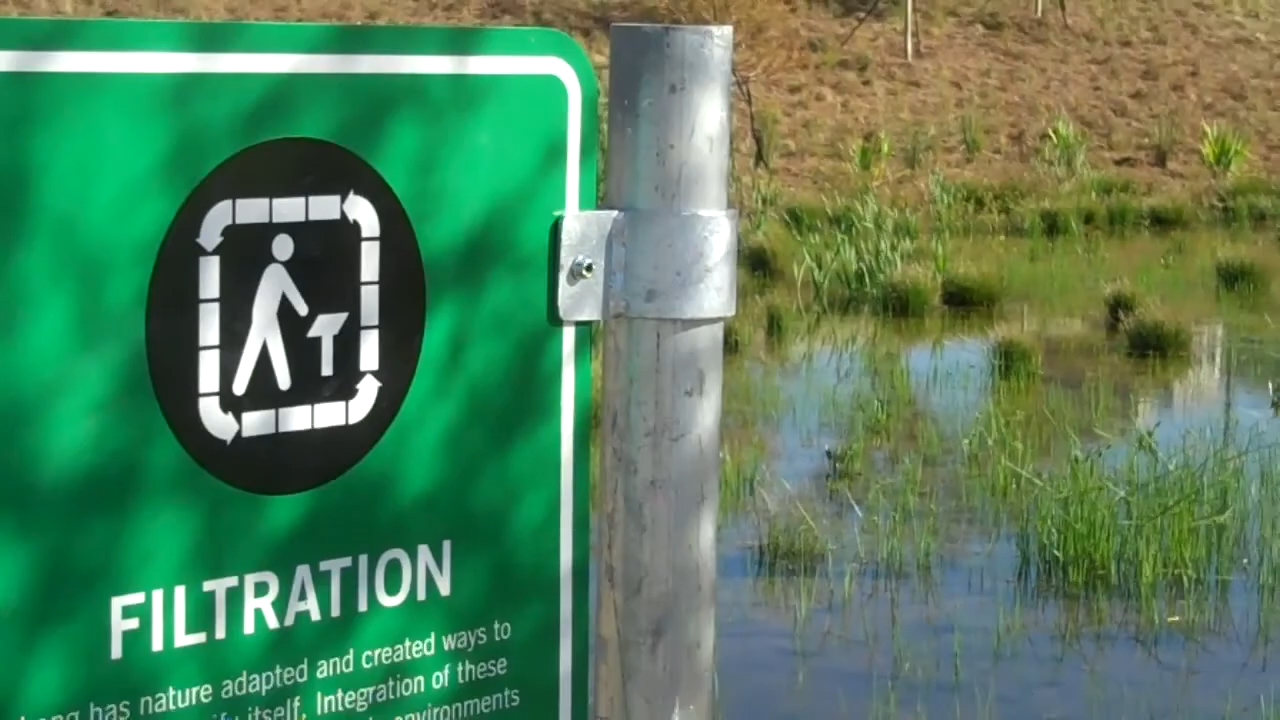 FILTRATION
has nature adapted and created ways to
itself. Integration of these
environments